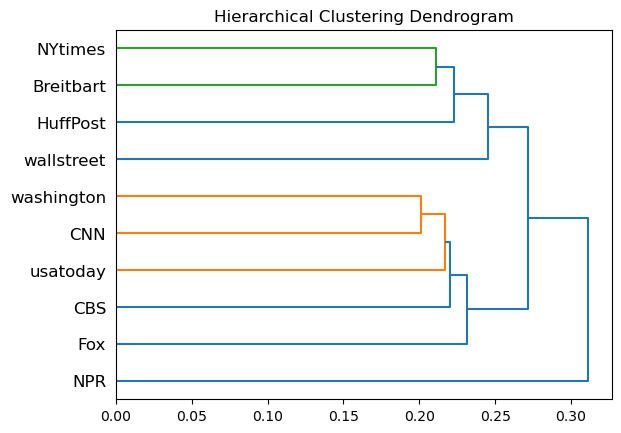 Hierarchical Clustering Dendrogram
NYtimes
Breitbart
HuffPost
wallstreet
washington
CNN
usatoday
CBS
Fox
NPR
0.00 0.05 0.10 0.15 0.20 0.25 0.30